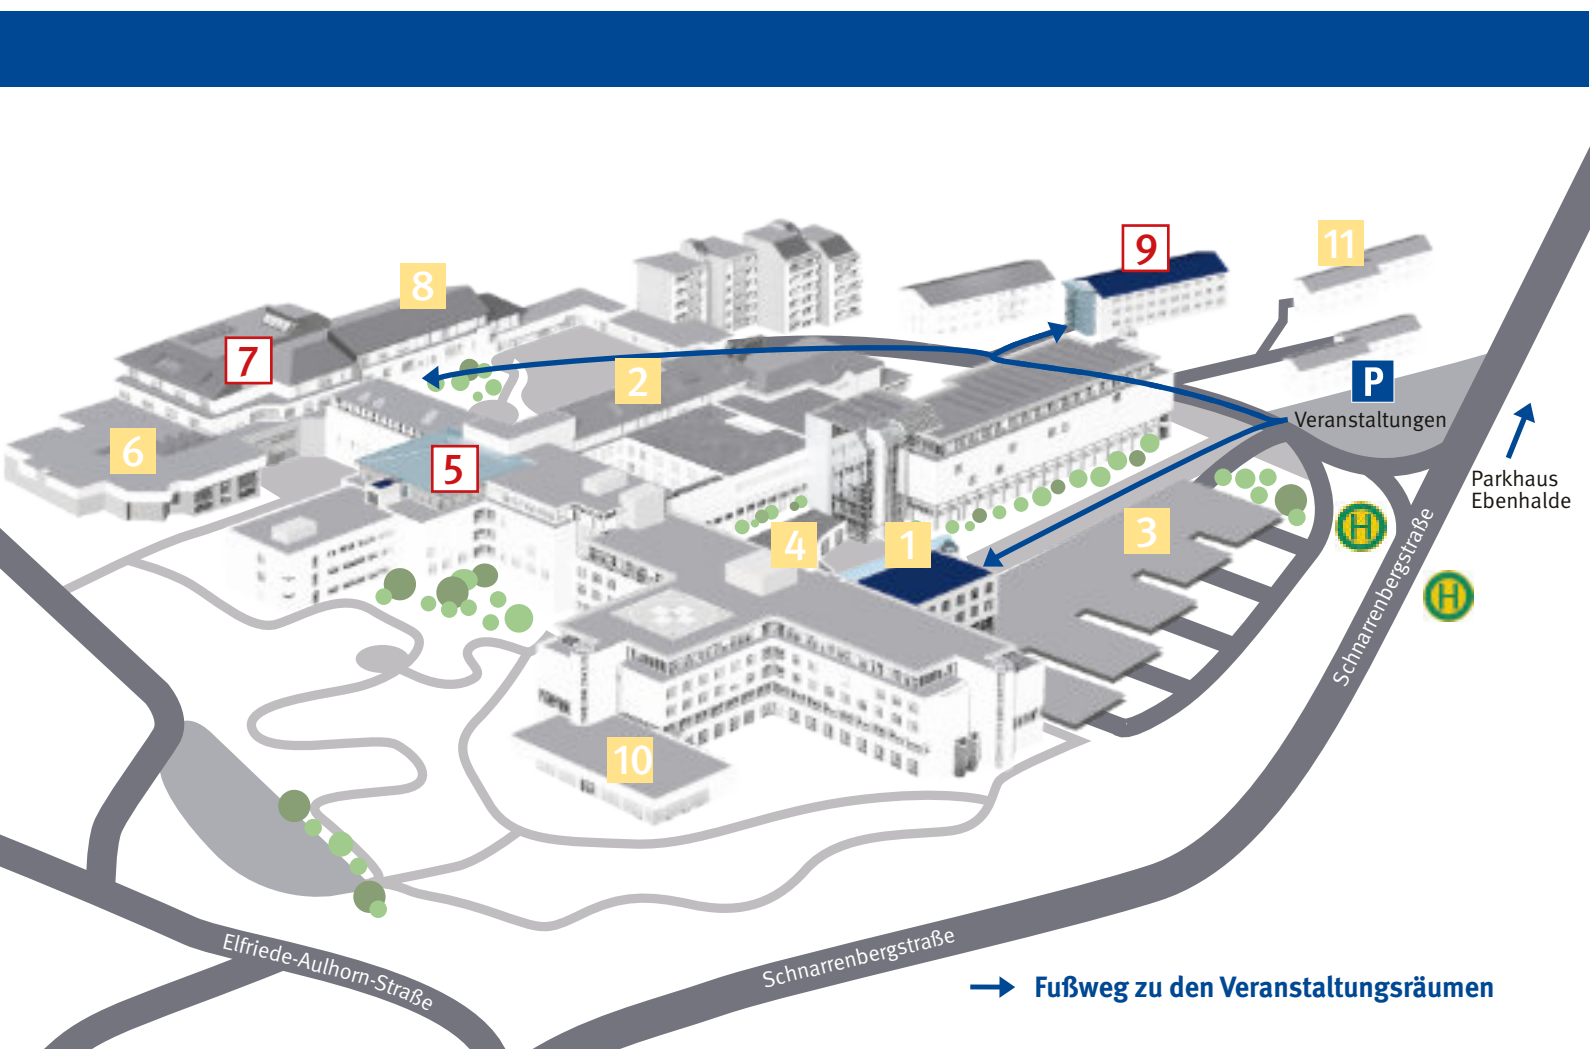 9
11
8
7
P
2
Veranstaltungen
6
5
Parkhaus
Ebenhalde
H
4
1
3
H
Schnarrenbergstraße
10
Elfriede-Aulhorn-Straße
Schnarrenbergstraße
Fußweg zu den Veranstaltungsräumen